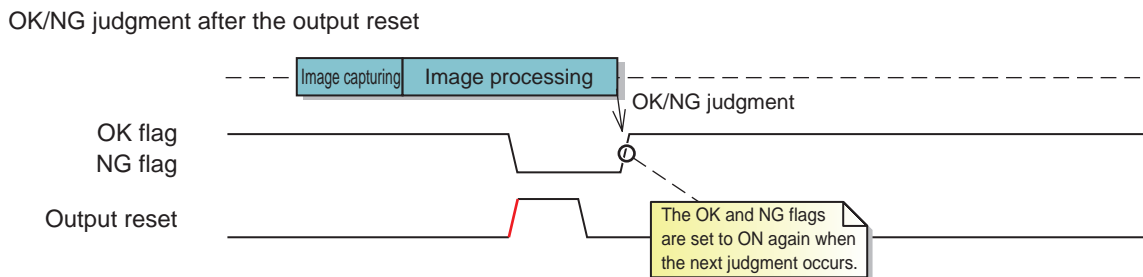 OK/NG judgment after the output reset
Image capturing
Image processing
OK/NG judgment
OK flag
NG flag
Output reset
The OK and NG flags
are set to ON again when
the next judgment occurs.